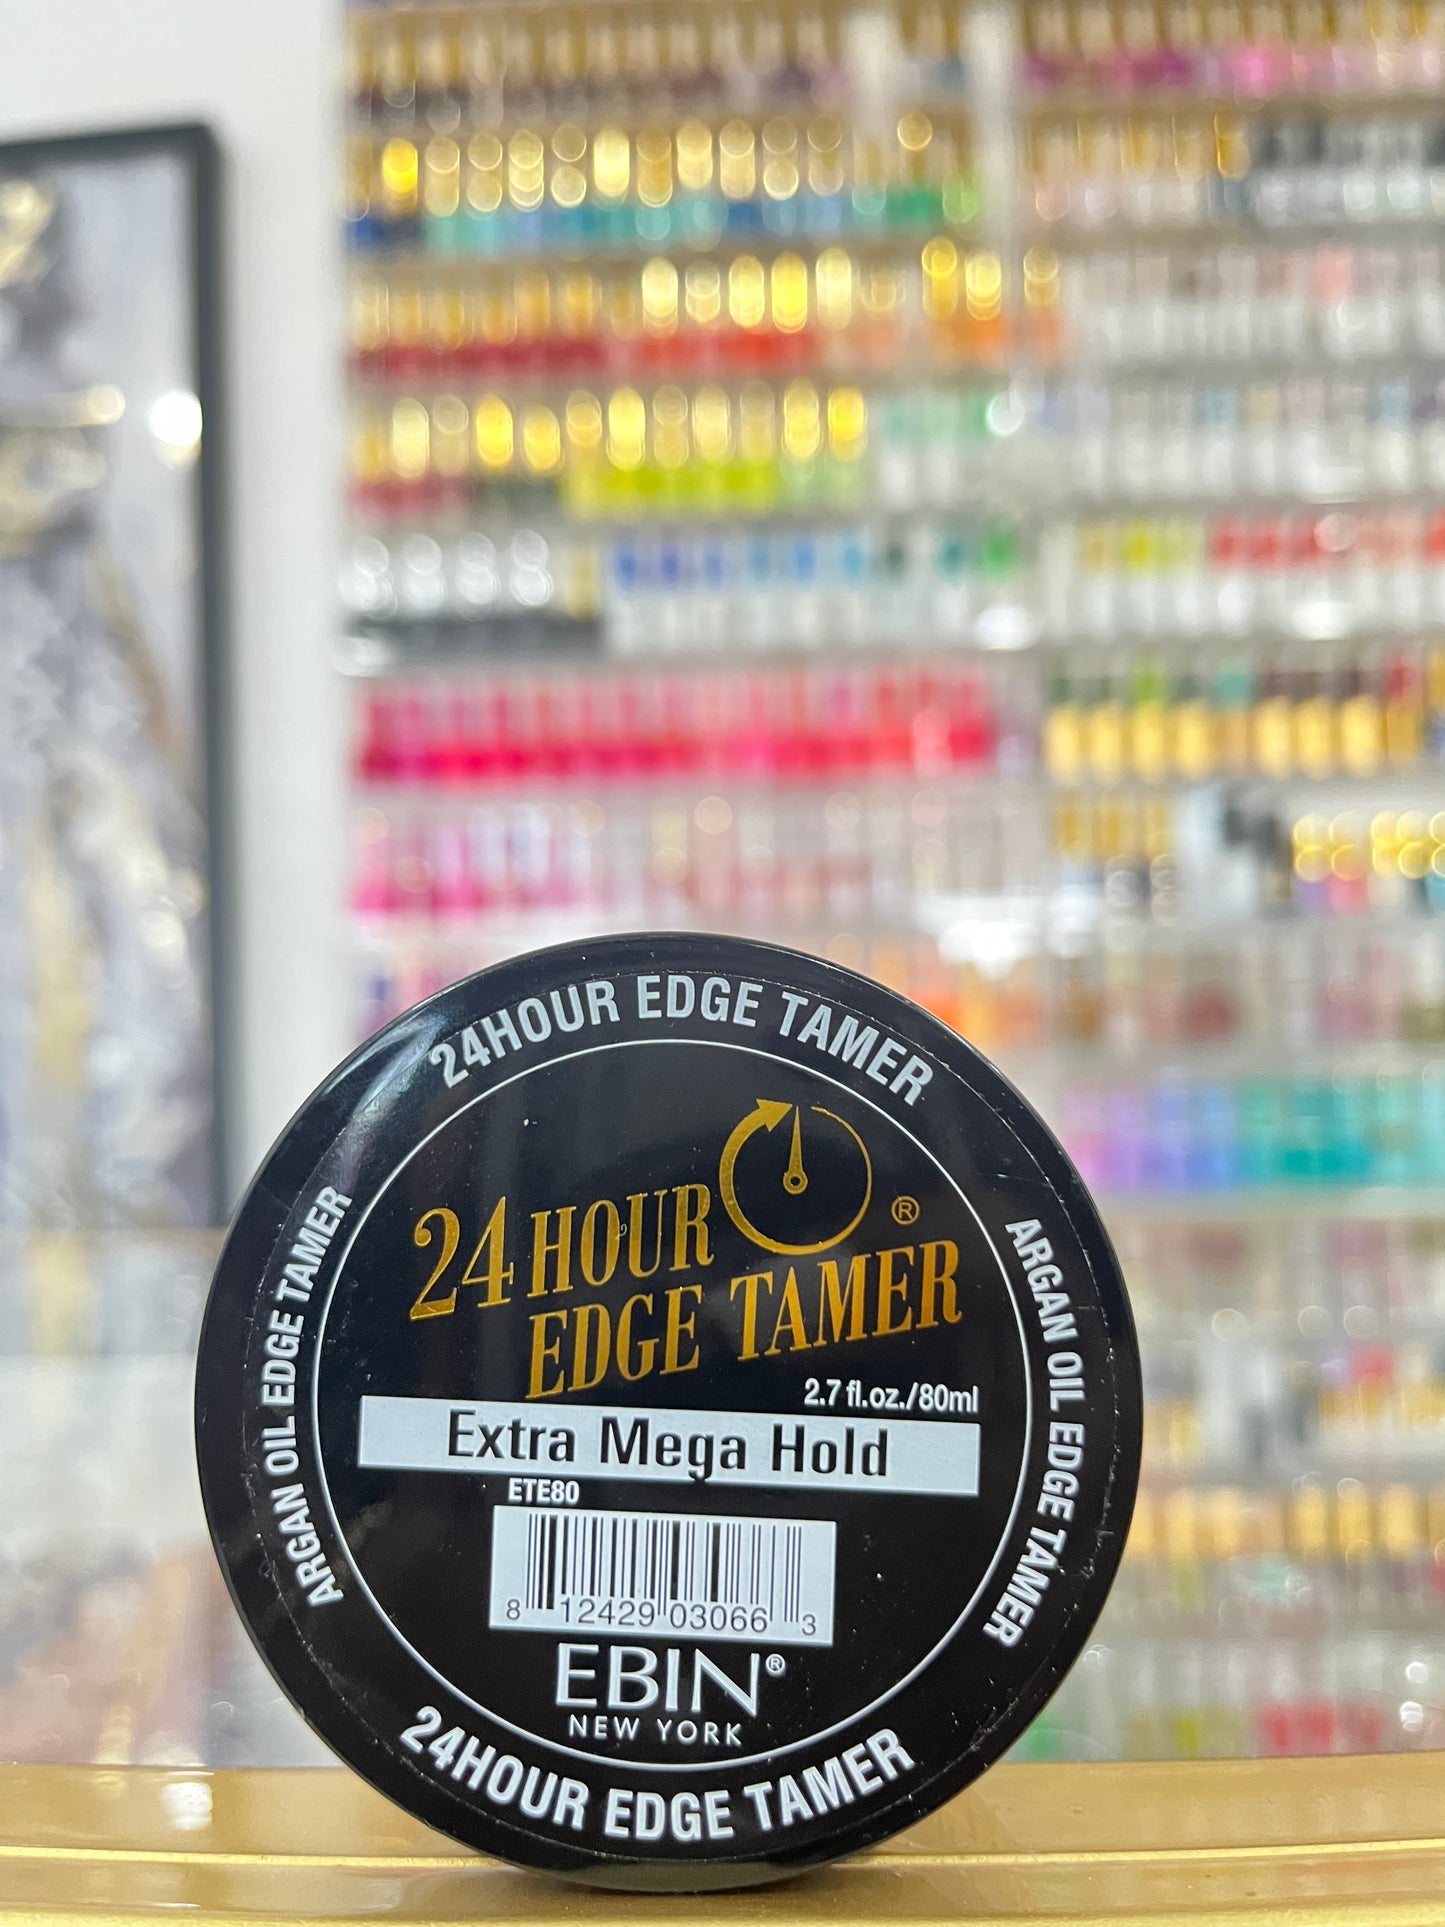 24HOUR EDGE TAMER
ARGAN OIL EDGE TAMER
ARGAN OIL EDGE TAMER
24 HOUR
EDGE TAMER®
2.7 fl.oz./80ml
Extra Mega Hold
ETE80
8 12429 03066 3
EBIN®
NEW YORK
24HOUR EDGE TAMER